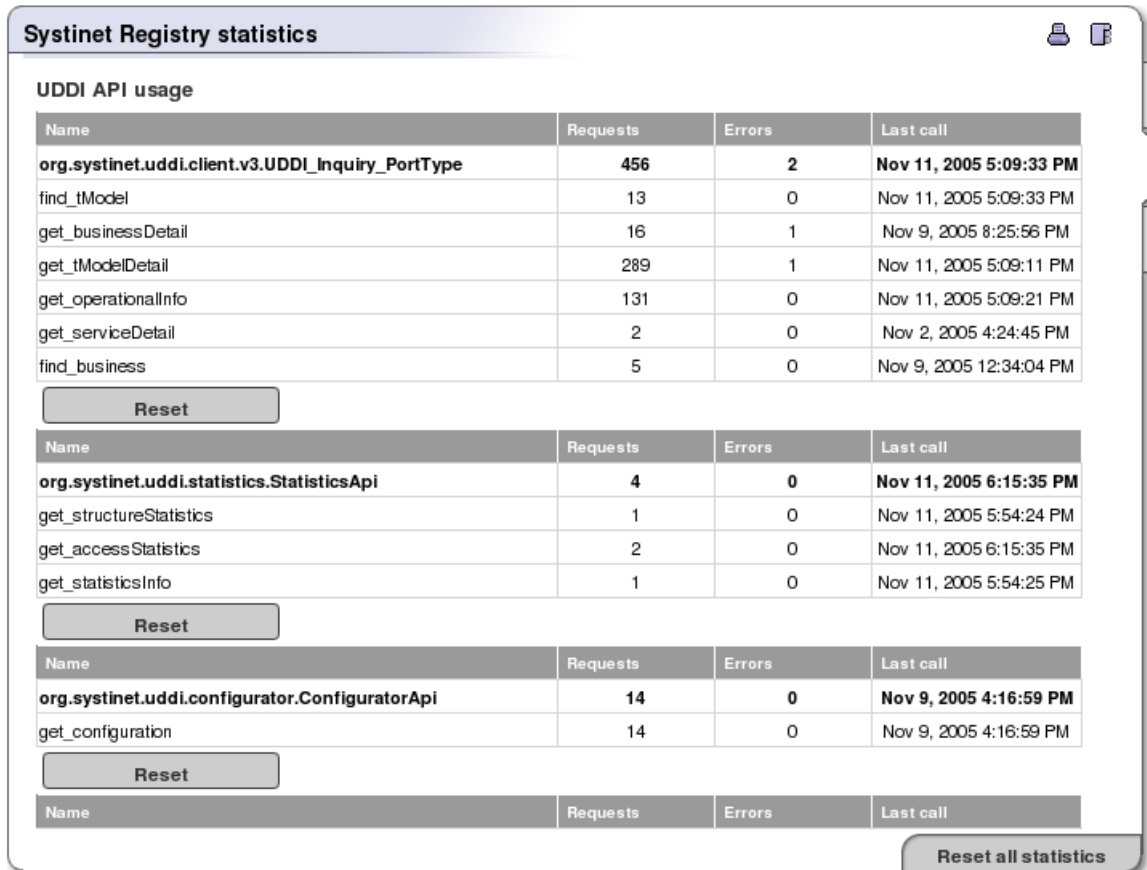 Systinet Registry statistics
UDDI API usage
Name Requests Errors Last call
org.systinet.uddi.client.v3.UDDI_Inquiry_PortType 456 2 Nov 11, 2005 5:09:33 PM
find_tModel 13 0 Nov 11, 2005 5:09:33 PM
get_businessDetail 16 1 Nov 9, 2005 8:25:56 PM
get_tModelDetail 289 1 Nov 11, 2005 5:09:11 PM
get_operationalInfo 131 0 Nov 11, 2005 5:09:21 PM
get_serviceDetail 2 0 Nov 2, 2005 4:24:45 PM
find_business 5 0 Nov 9, 2005 12:34:04 PM
Reset
Name Requests Errors Last call
org.systinet.uddi.statistics.StatisticsApi 4 0 Nov 11, 2005 6:15:35 PM
get_structureStatistics 1 0 Nov 11, 2005 5:54:24 PM
get_accessStatistics 2 0 Nov 11, 2005 6:15:35 PM
get_statisticsInfo 1 0 Nov 11, 2005 5:54:25 PM
Reset
Name Requests Errors Last call
org.systinet.uddi.configurator.ConfiguratorApi 14 0 Nov 9, 2005 4:16:59 PM
get_configuration 14 0 Nov 9, 2005 4:16:59 PM
Reset
Name Requests Errors Last call
Reset all statistics